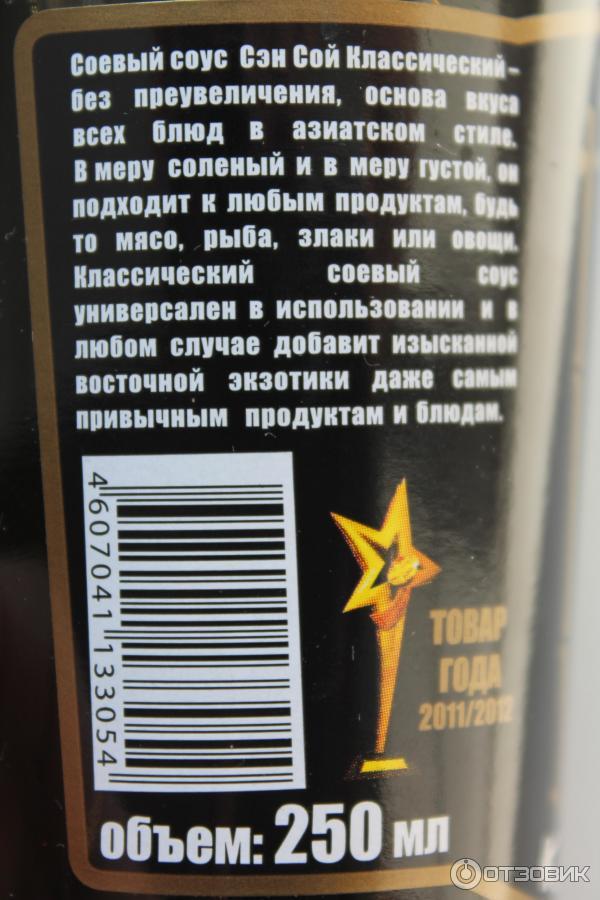 Соевый соус Сэн Сой Классический –
без преувеличения, основа вкуса
всех блюд в азиатском стиле.
В меру соленый и в меру густой, он
подходит к любым продуктам, будь
то мясо, рыба, злаки или овощи.
Классический соевый соус
универсален в использовании и в
любом случае добавит изысканной
восточной экзотики даже самым
привычным продуктам и блюдам.
4607041133054
ТОВАР
ГОДА
2011/2012
объем: 250 мл
ОТЗОВИК